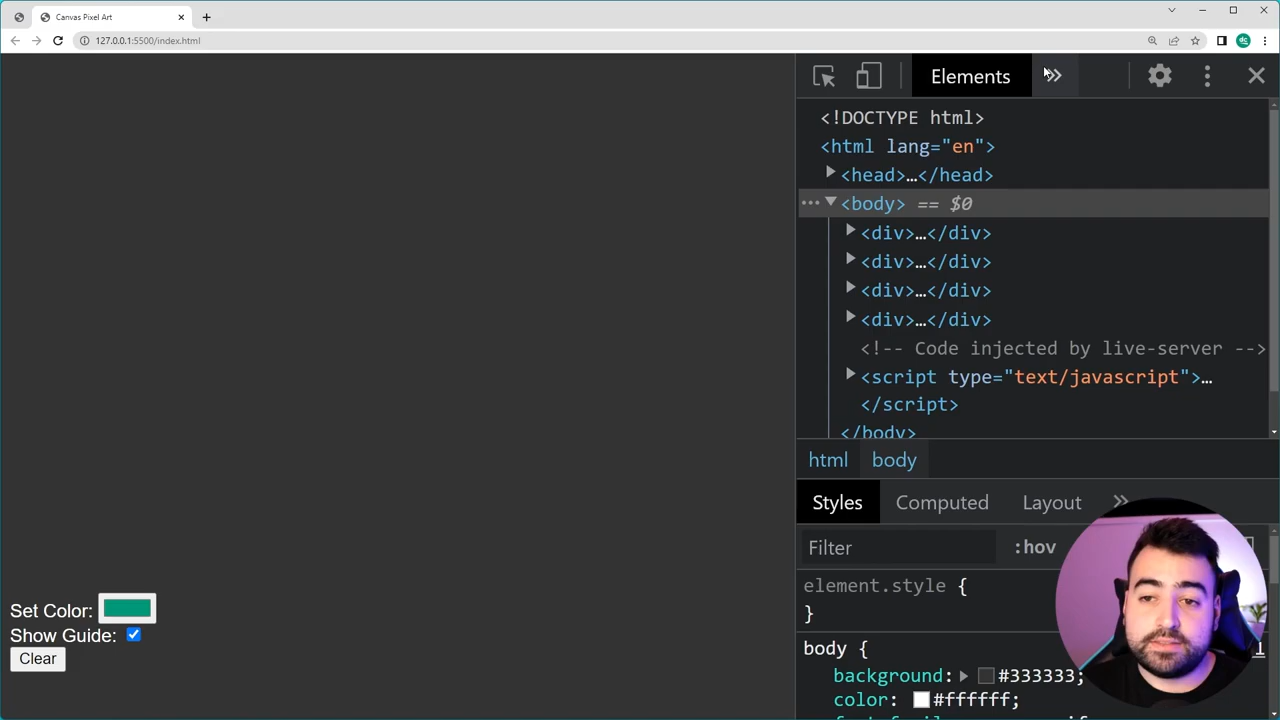 Canvas Pixel Art
127.0.0.1:5500/index.html
dc
Elements
<!DOCTYPE html>
<html lang="en">
<head>…</head>
<body> == $0
<div>…</div>
<div>…</div>
<div>…</div>
<div>…</div>
<!-- Code injected by live-server -->
<script type="text/javascript">…
</script>
</body>
html body
Styles Computed Layout
Filter :hov
element.style {
}
body {
background: #333333;
color: #ffffff;
Set Color:
Show Guide:
Clear